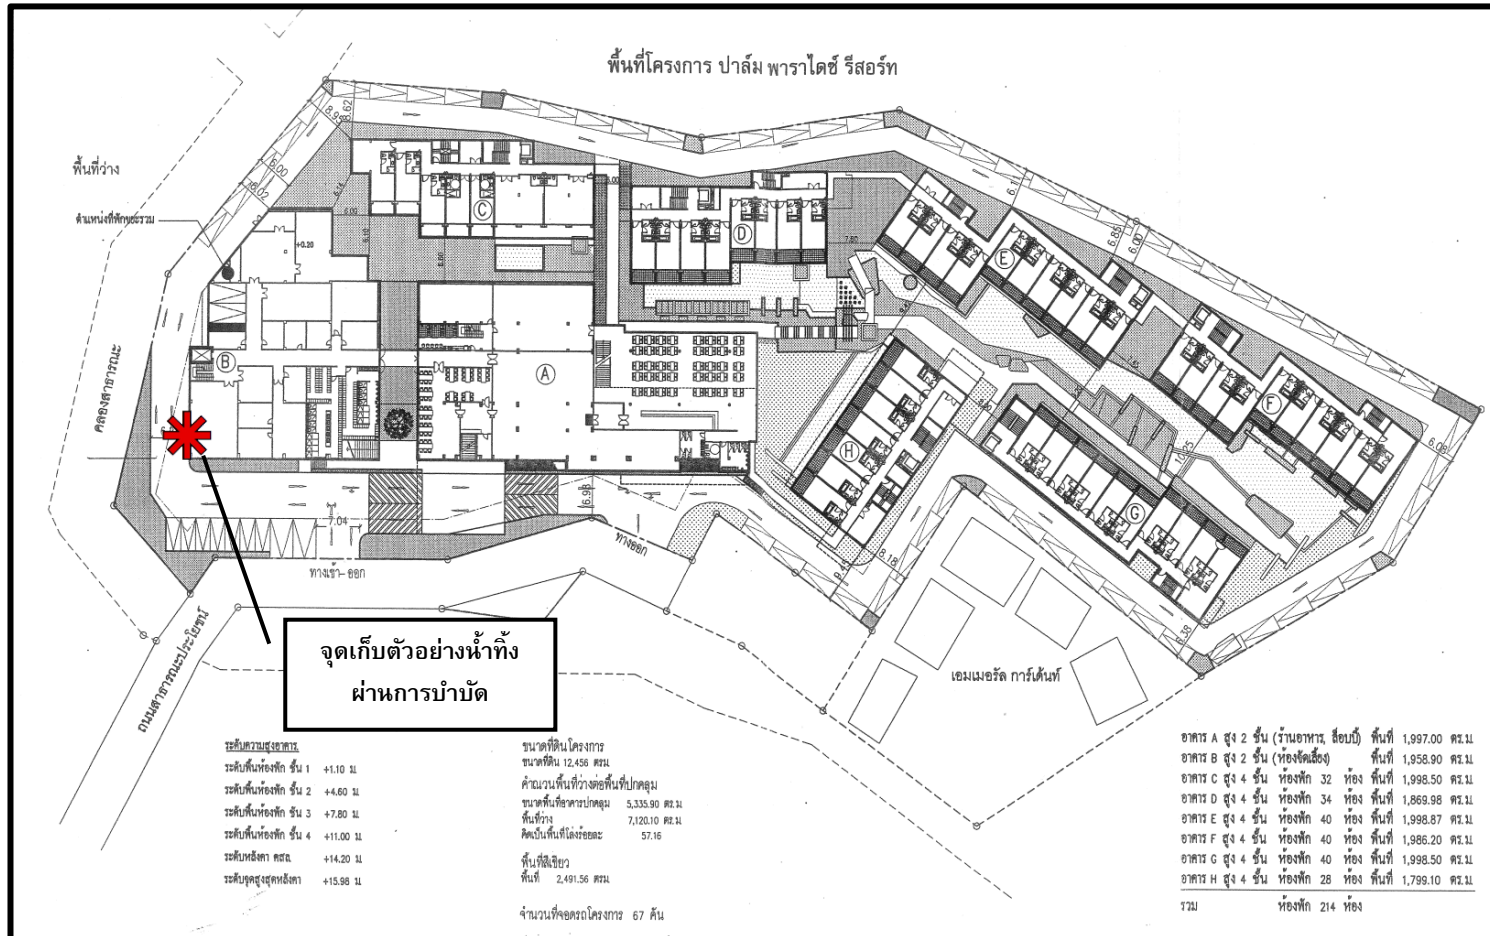 พื้นที่โครงการ ปาล์ม พาราไดซ์ รีสอร์ท
8.95
8.62
พื้นที่ว่าง
6.00
6.02
ตำแหน่งที่พักขยะรวม
+0.20
6.00
C
D
E
7.60
6.85
6.00
คลองสาธารณะ
B
A
F
H
G
10.25
6.08
6.98
7.04
ทางเข้า-ออก
ทางออก
8.18
6.38
ถนนสาธารณะประโยชน์
จุดเก็บตัวอย่างน้ำทิ้ง
ผ่านการบำบัด
เอมเมอรัล การ์เด้นท์
ระดับความสูงอาคาร
ระดับพื้นห้องพัก ชั้น 1 +1.10 ม.
ระดับพื้นห้องพัก ชั้น 2 +4.60 ม.
ระดับพื้นห้องพัก ชั้น 3 +7.80 ม.
ระดับพื้นห้องพัก ชั้น 4 +11.00 ม.
ระดับหลังคา คสล. +14.20 ม.
ระดับจุดสูงสุดหลังคา +15.98 ม.
ขนาดที่ดินโครงการ
ขนาดที่ดิน 12,456 ตรม.
คำณวนพื้นที่ว่างต่อพื้นที่ปกคลุม
ขนาดพื้นที่อาคารปกคลุม 5,335.90 ตร.ม.
พื้นที่ว่าง 7,120.10 ตร.ม.
คิดเป็นพื้นที่โล่งร้อยละ 57.16
พื้นที่สีเขียว
พื้นที่ 2,491.56 ตรม.
จำนวนที่จอดรถโครงการ 67 คัน
อาคาร A สูง 2 ชั้น (ร้านอาหาร, ล็อบบี้) พื้นที่ 1,997.00 ตร.ม.
อาคาร B สูง 2 ชั้น (ห้องจัดเลี้ยง) พื้นที่ 1,958.90 ตร.ม.
อาคาร C สูง 4 ชั้น ห้องพัก 32 ห้อง พื้นที่ 1,998.50 ตร.ม.
อาคาร D สูง 4 ชั้น ห้องพัก 34 ห้อง พื้นที่ 1,869.98 ตร.ม.
อาคาร E สูง 4 ชั้น ห้องพัก 40 ห้อง พื้นที่ 1,998.87 ตร.ม.
อาคาร F สูง 4 ชั้น ห้องพัก 40 ห้อง พื้นที่ 1,986.20 ตร.ม.
อาคาร G สูง 4 ชั้น ห้องพัก 40 ห้อง พื้นที่ 1,998.50 ตร.ม.
อาคาร H สูง 4 ชั้น ห้องพัก 28 ห้อง พื้นที่ 1,799.10 ตร.ม.
รวม ห้องพัก 214 ห้อง